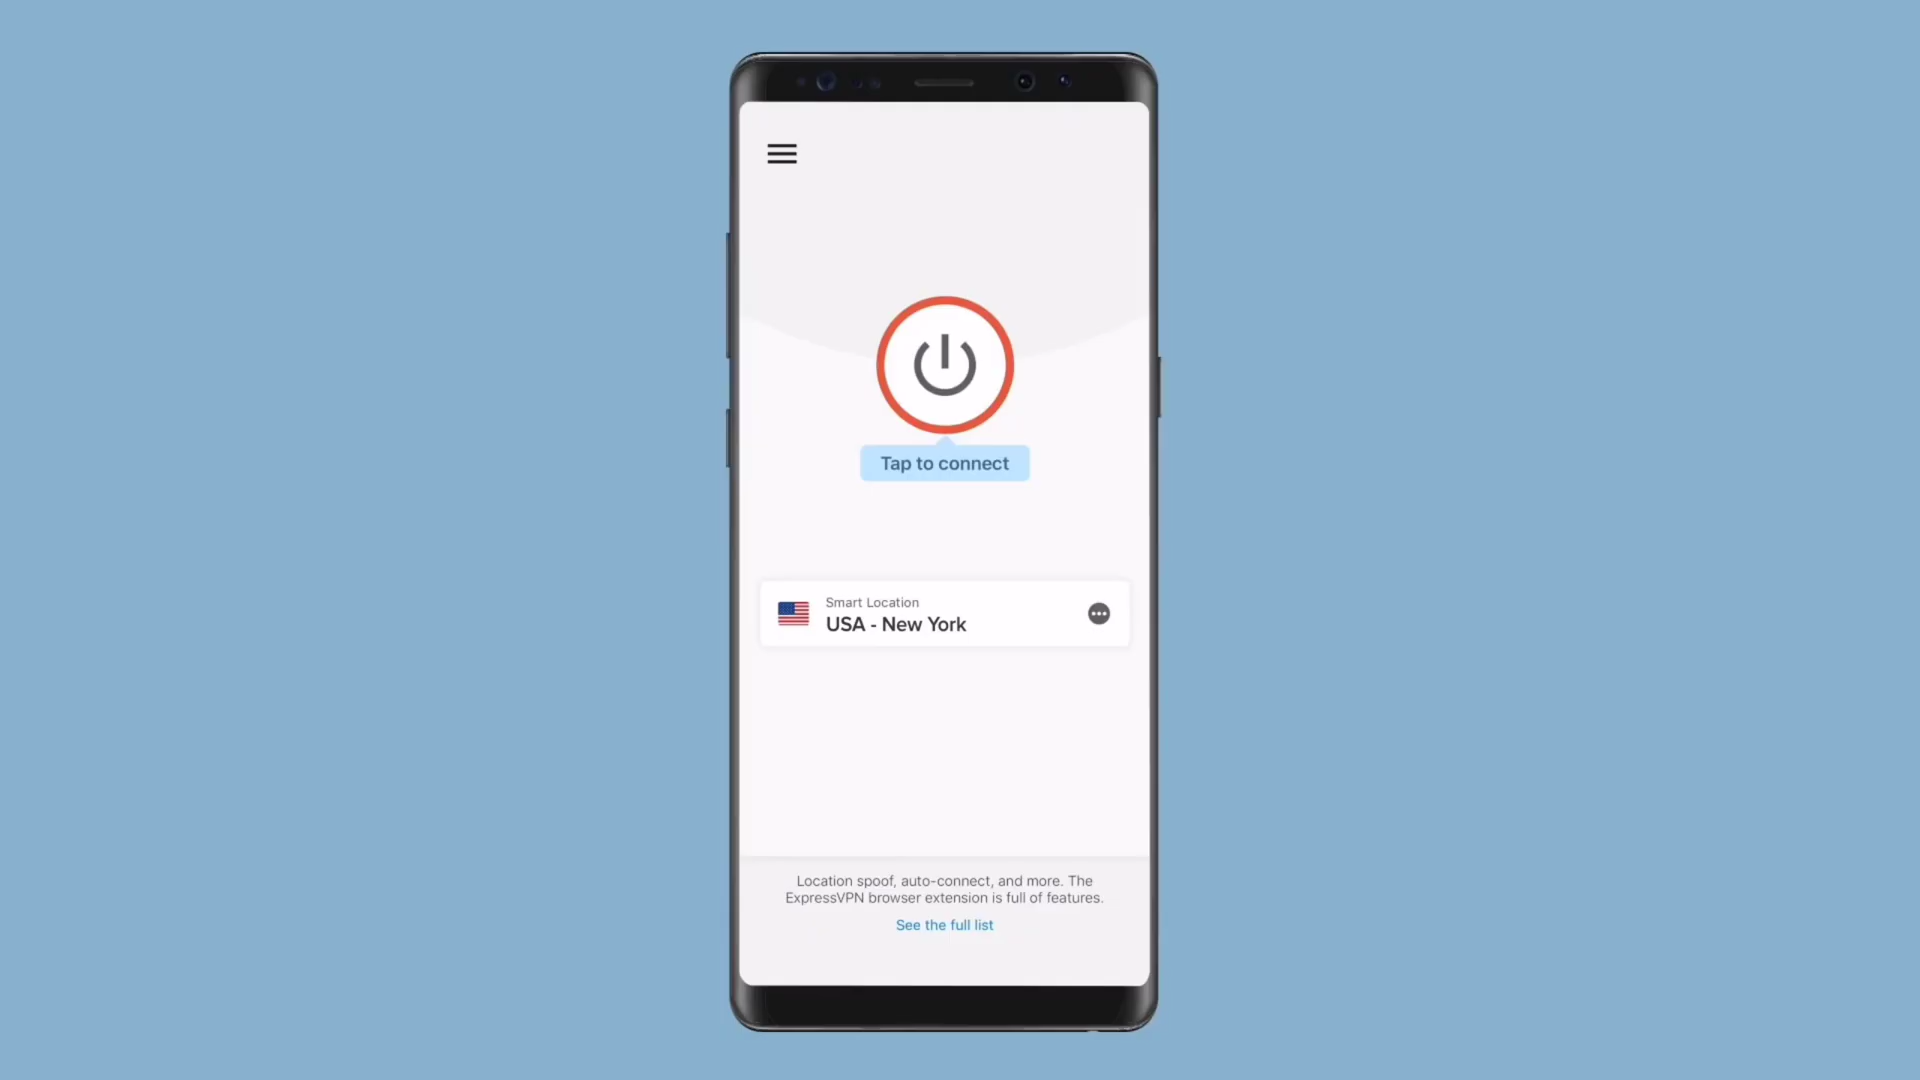 Tap to connect
Smart Location
USA - New York
Location spoof, auto-connect, and more. The
ExpressVPN browser extension is full of features.
See the full list